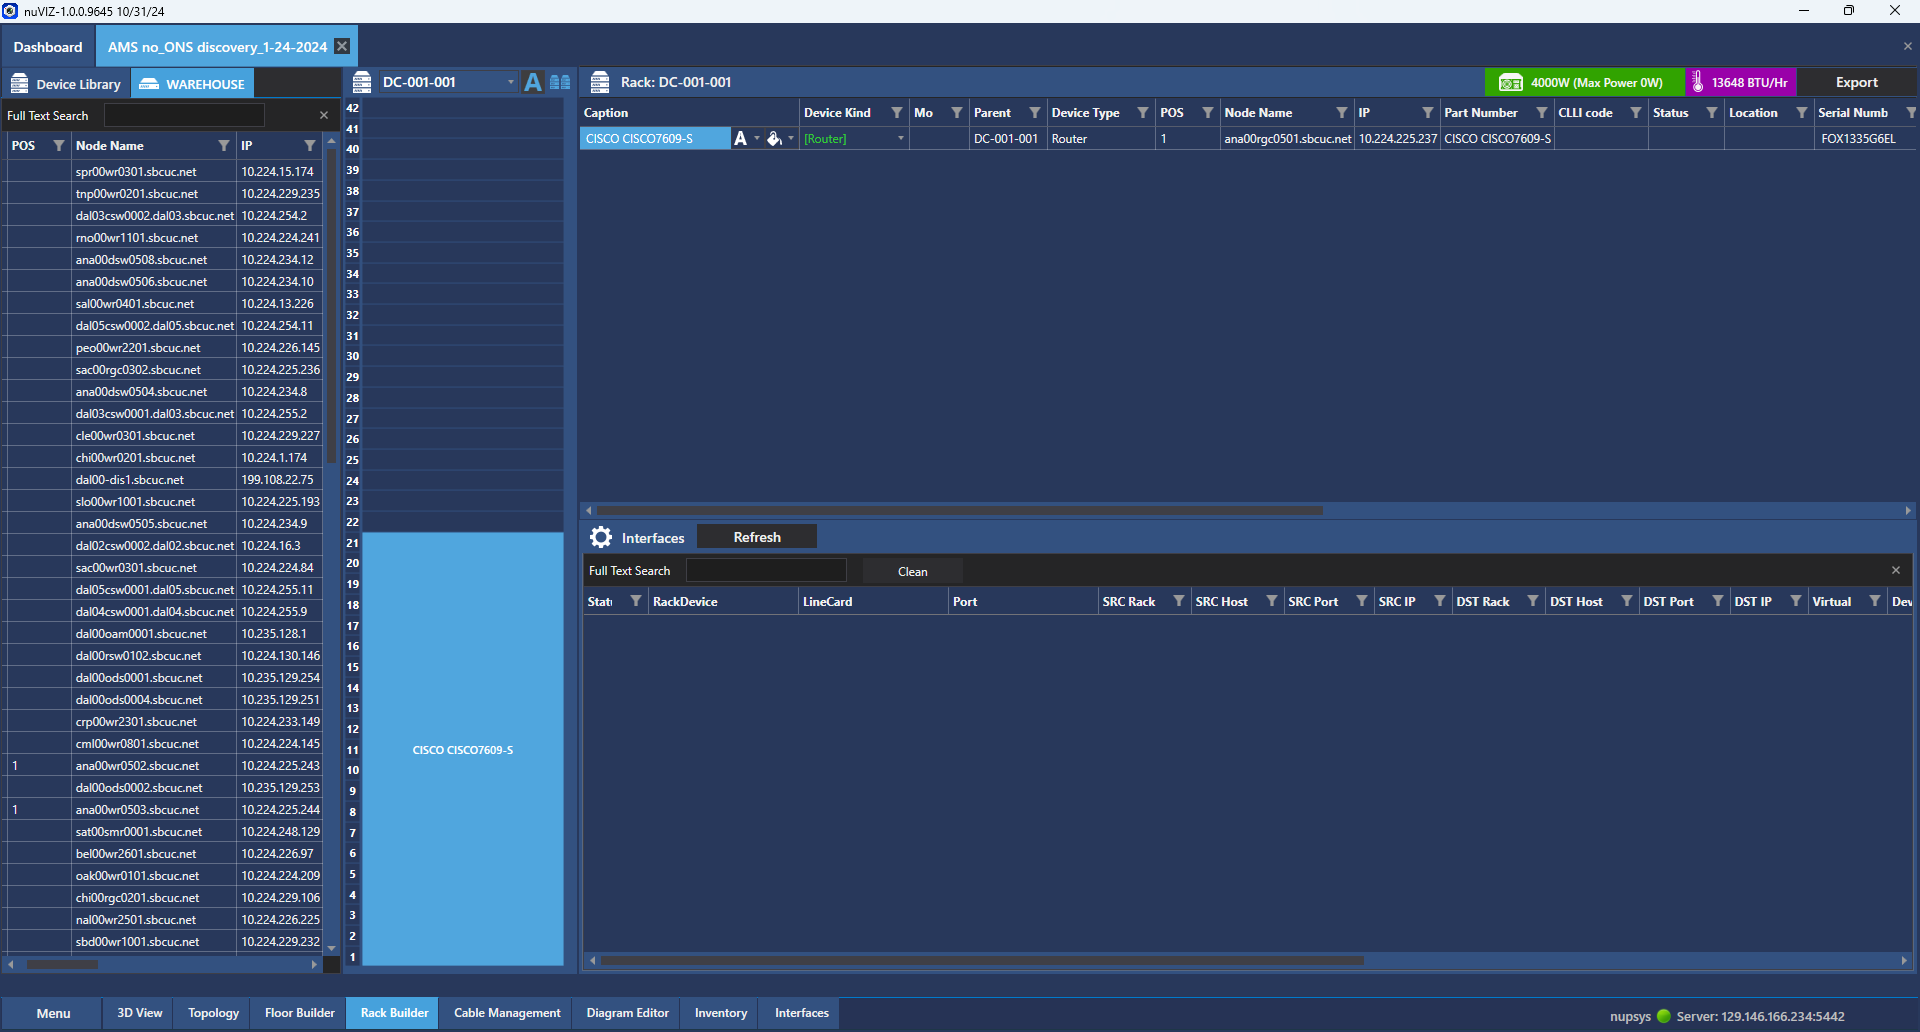 nuVIZ-1.0.0.9645 10/31/24
Dashboard
AMS no_ONS discovery_1-24-2024
Device Library
WAREHOUSE
Full Text Search
POS Node Name IP
spr00wr0301.sbcuc.net 10.224.15.174
tnp00wr0201.sbcuc.net 10.224.229.235
dal03csw0002.dal03.sbcuc.net 10.224.254.2
rno00wr1101.sbcuc.net 10.224.224.241
ana00dsw0508.sbcuc.net 10.224.234.12
ana00dsw0506.sbcuc.net 10.224.234.10
sal00wr0401.sbcuc.net 10.224.13.226
dal05csw0002.dal05.sbcuc.net 10.224.254.11
peo00wr2201.sbcuc.net 10.224.226.145
sac00rgc0302.sbcuc.net 10.224.225.236
ana00dsw0504.sbcuc.net 10.224.234.8
dal03csw0001.dal03.sbcuc.net 10.224.255.2
cle00wr0301.sbcuc.net 10.224.229.227
chi00wr0201.sbcuc.net 10.224.1.174
dal00-dis1.sbcuc.net 199.108.22.75
slo00wr1001.sbcuc.net 10.224.225.193
ana00dsw0505.sbcuc.net 10.224.234.9
dal02csw0002.dal02.sbcuc.net 10.224.16.3
sac00wr0301.sbcuc.net 10.224.224.84
dal05csw0001.dal05.sbcuc.net 10.224.255.11
dal04csw0001.dal04.sbcuc.net 10.224.255.9
dal00oam0001.sbcuc.net 10.235.128.1
dal00rsw0102.sbcuc.net 10.224.130.146
dal00ods0001.sbcuc.net 10.235.129.254
dal00ods0004.sbcuc.net 10.235.129.251
crp00wr2301.sbcuc.net 10.224.233.149
cml00wr0801.sbcuc.net 10.224.224.145
1 ana00wr0502.sbcuc.net 10.224.225.243
dal00ods0002.sbcuc.net 10.235.129.253
1 ana00wr0503.sbcuc.net 10.224.225.244
sat00smr0001.sbcuc.net 10.224.248.129
bel00wr2601.sbcuc.net 10.224.226.97
oak00wr0101.sbcuc.net 10.224.224.209
chi00rgc0201.sbcuc.net 10.224.229.106
nal00wr2501.sbcuc.net 10.224.226.225
sbd00wr1001.sbcuc.net 10.224.229.232
DC-001-001 A
42
41
40
39
38
37
36
35
34
33
32
31
30
29
28
27
26
25
24
23
22
21
20
19
18
17
16
15
14
13
12
11 CISCO CISCO7609-S
10
9
8
7
6
5
4
3
2
1
Rack: DC-001-001
4000W (Max Power 0W)
13648 BTU/Hr
Export
Caption Device Kind Mo Parent Device Type POS Node Name IP Part Number CLLI code Status Location Serial Numb
CISCO CISCO7609-S A [Router] DC-001-001 Router 1 ana00rgc0501.sbcuc.net 10.224.225.237 CISCO CISCO7609-S FOX1335G6EL
Interfaces
Refresh
Full Text Search
Clean
Statu RackDevice LineCard Port SRC Rack SRC Host SRC Port SRC IP DST Rack DST Host DST Port DST IP Virtual Dev
Menu
3D View
Topology
Floor Builder
Rack Builder
Cable Management
Diagram Editor
Inventory
Interfaces
nupsys Server: 129.146.166.234:5442